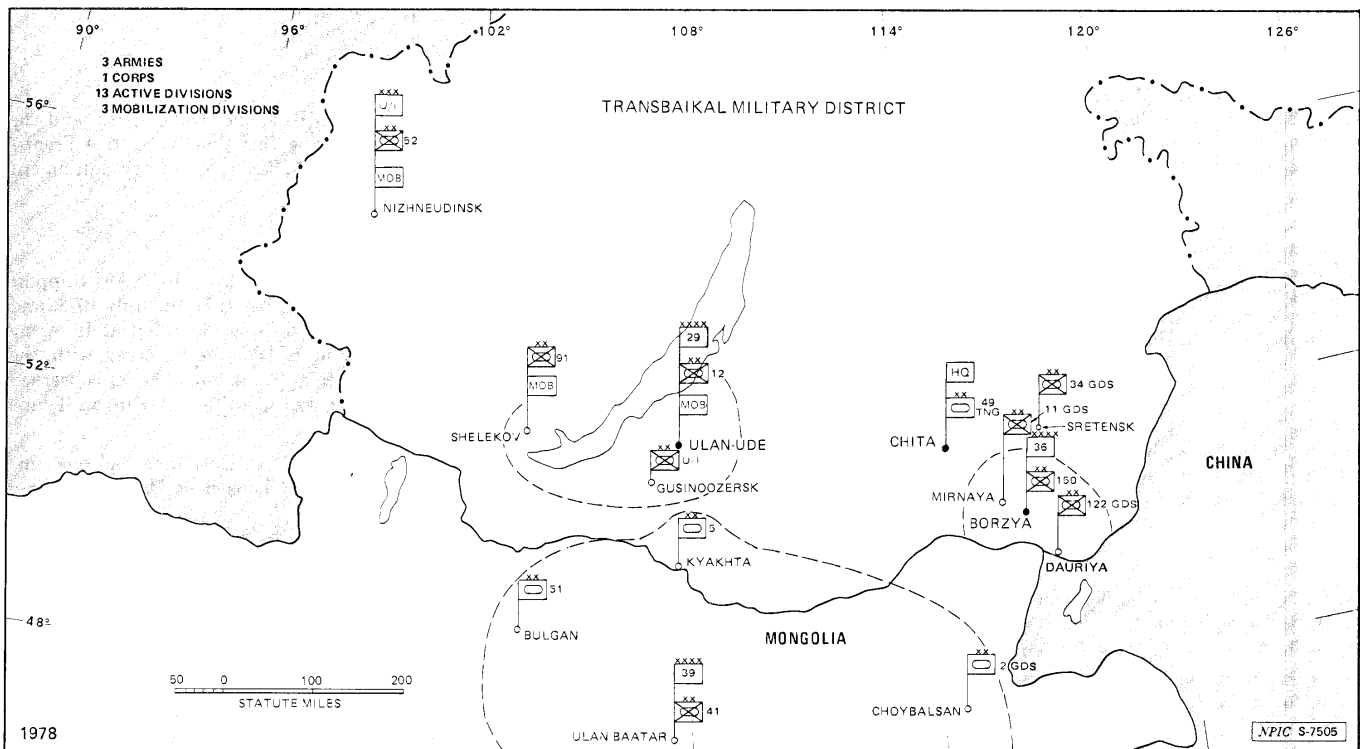 90° 96° 102° 108° 114° 120° 126°
3 ARMIES
1 CORPS
13 ACTIVE DIVISIONS
3 MOBILIZATION DIVISIONS
TRANSBAIKAL MILITARY DISTRICT
56°
XXX
U/I
XX
52
MOB
NIZHNEUDINSK
52°
XX
91
MOB
SHELEKOV
XXXX
29
XX
12
MOB
ULAN-UDE
XX
U/I
GUSINOOZERSK
HQ
XX
49
TNG
CHITA
XX
34 GDS
SRETENSK
XX
11 GDS
MIRNAYA
XXXX
36
XX
150
BORZYA
XX
122 GDS
DAURIYA
CHINA
XX
5
KYAKHTA
XX
51
BULGAN
48°
MONGOLIA
XXXX
39
XX
41
ULAN BAATAR
XX
2 GDS
CHOYBALSAN
50 0 100 200
STATUTE MILES
1978
NPIC S-7505